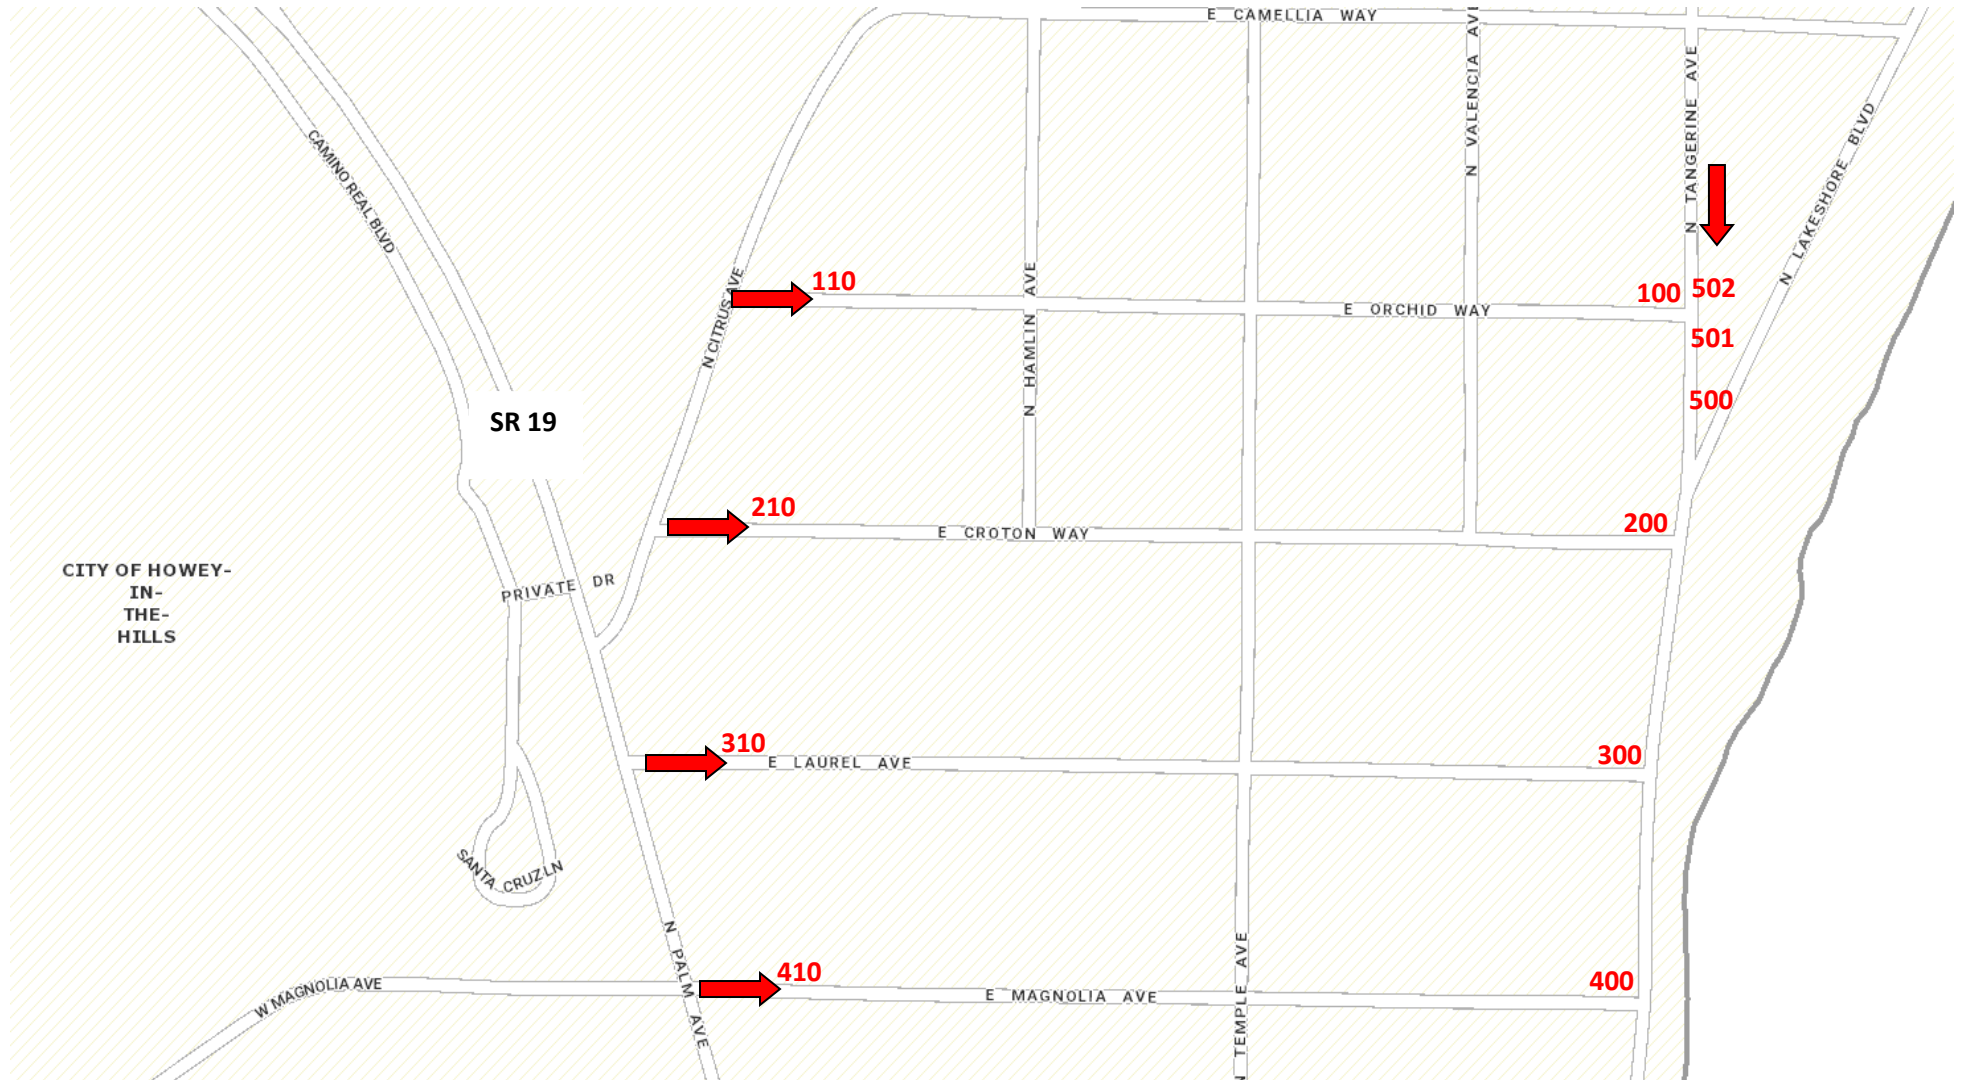 E CAMELLIA WAY
N VALENCIA AVE
N TANGERINE AVE
N LAKESHORE BLVD
CAMINO REAL BLVD
N CITRUS AVE
110
N HAMLIN AVE
100
502
E ORCHID WAY
501
500
SR 19
210
E CROTON WAY
200
CITY OF HOWEY-
IN-
THE-
HILLS
PRIVATE DR
310
E LAUREL AVE
300
SANTA CRUZ LN
N PALM AVE
W MAGNOLIA AVE
410
E MAGNOLIA AVE
400
N TEMPLE AVE